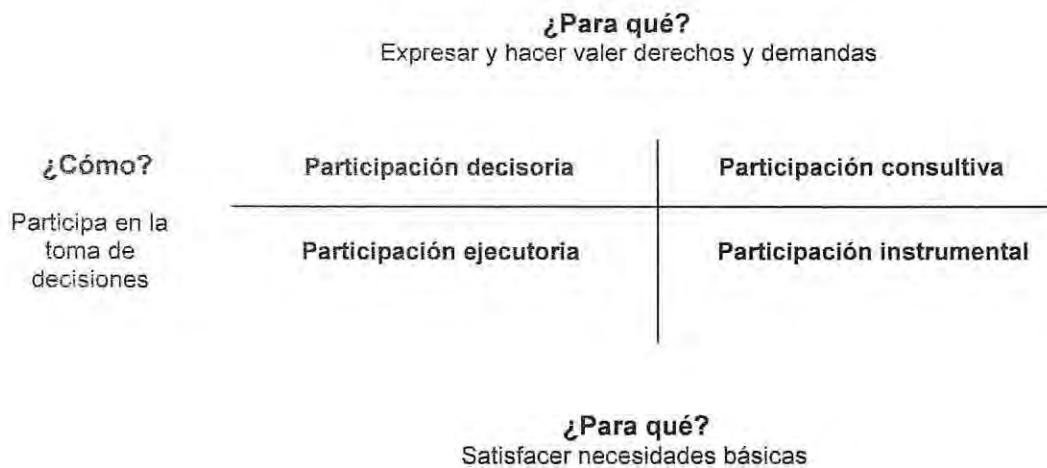 ¿Para qué?
Expresar y hacer valer derechos y demandas
¿Cómo?
Participación decisoria
Participación consultiva
Participa en la
toma de
decisiones
Participación ejecutoria
Participación instrumental
¿Para qué?
Satisfacer necesidades básicas